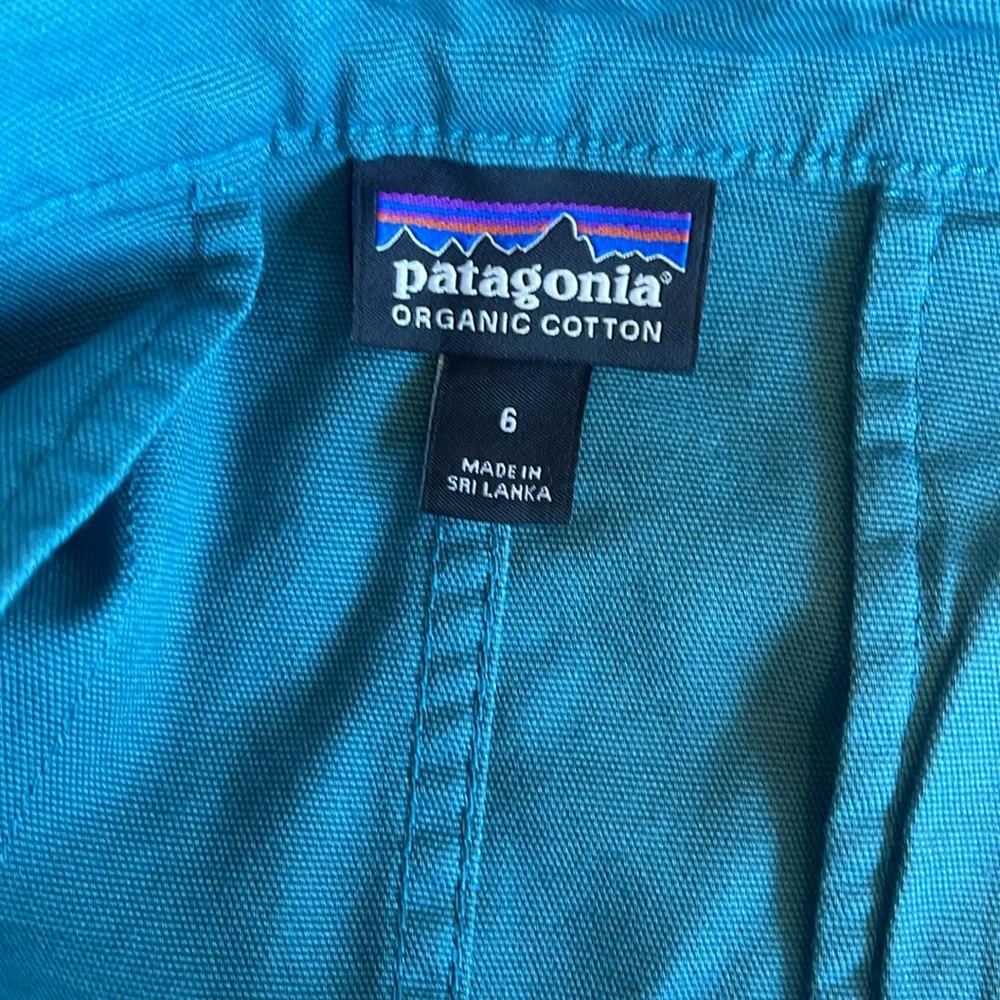 patagonia®
ORGANIC COTTON
6
MADE IN
SRI LANKA